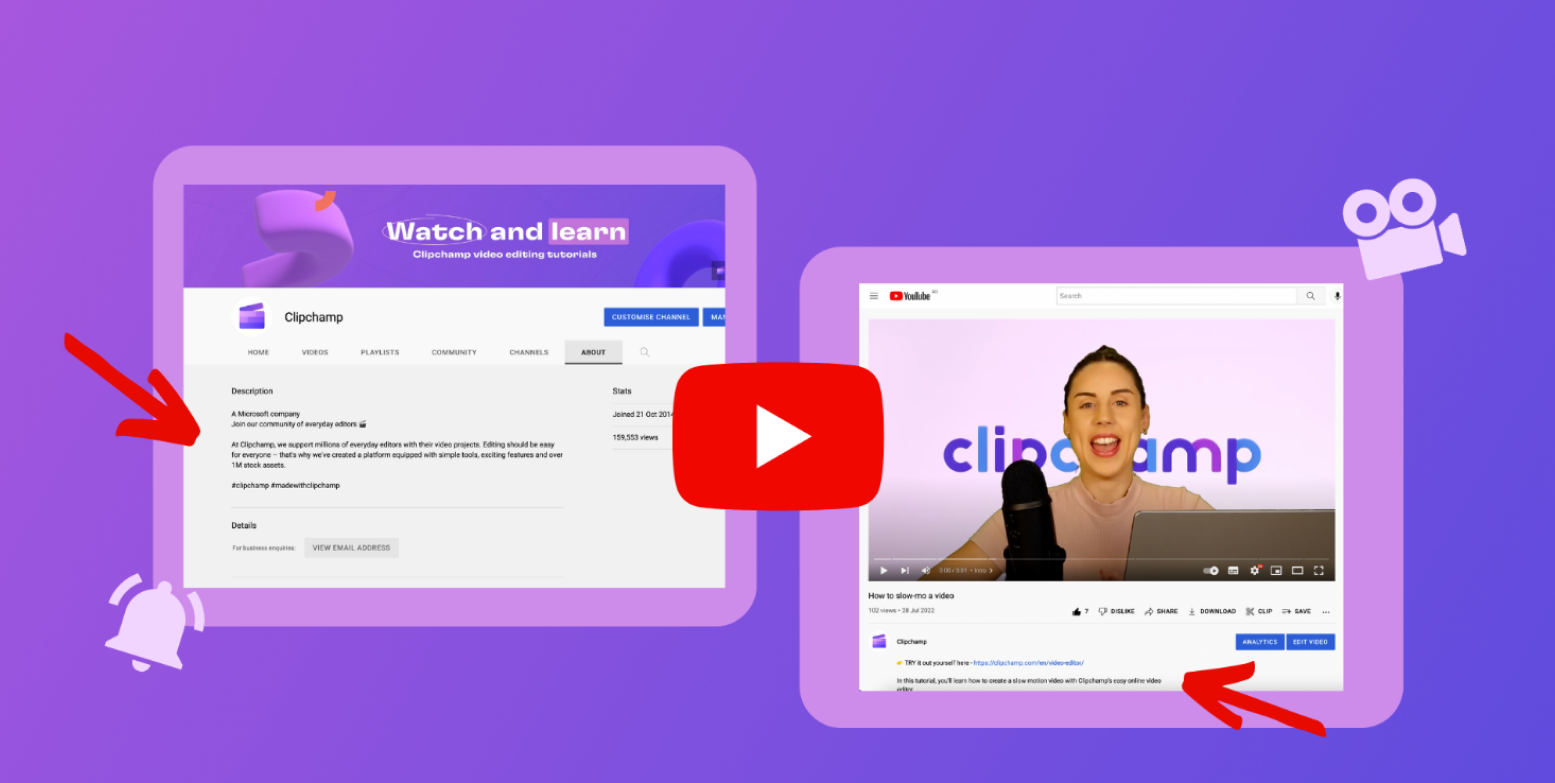 Watch and learn
Clipchamp video editing tutorials
Clipchamp
CUSTOMISE CHANNEL
HOME VIDEOS PLAYLISTS COMMUNITY CHANNELS ABOUT
Description
A Microsoft company
Join our community of everyday editors
At Clipchamp, we support millions of everyday editors with their video projects. Editing should be easy
for everyone – that's why we've created a platform equipped with simple tools, exciting features and over
1M stock assets.
#clipchamp #madewithclipchamp
Details
For business enquiries: VIEW EMAIL ADDRESS
Stats
Joined 21 Oct 2014
159,553 views
YouTube
Search
clipchamp
0:00 / 3:01 • Intro >
How to slow-mo a video
102 views • 28 Jul 2022
7 DISLIKE SHARE DOWNLOAD CLIP SAVE ...
Clipchamp
ANALYTICS EDIT VIDEO
TRY it out yourself here - https://clipchamp.com/en/video-editor/
In this tutorial, you'll learn how to create a slow motion video with Clipchamp's easy online video
editor